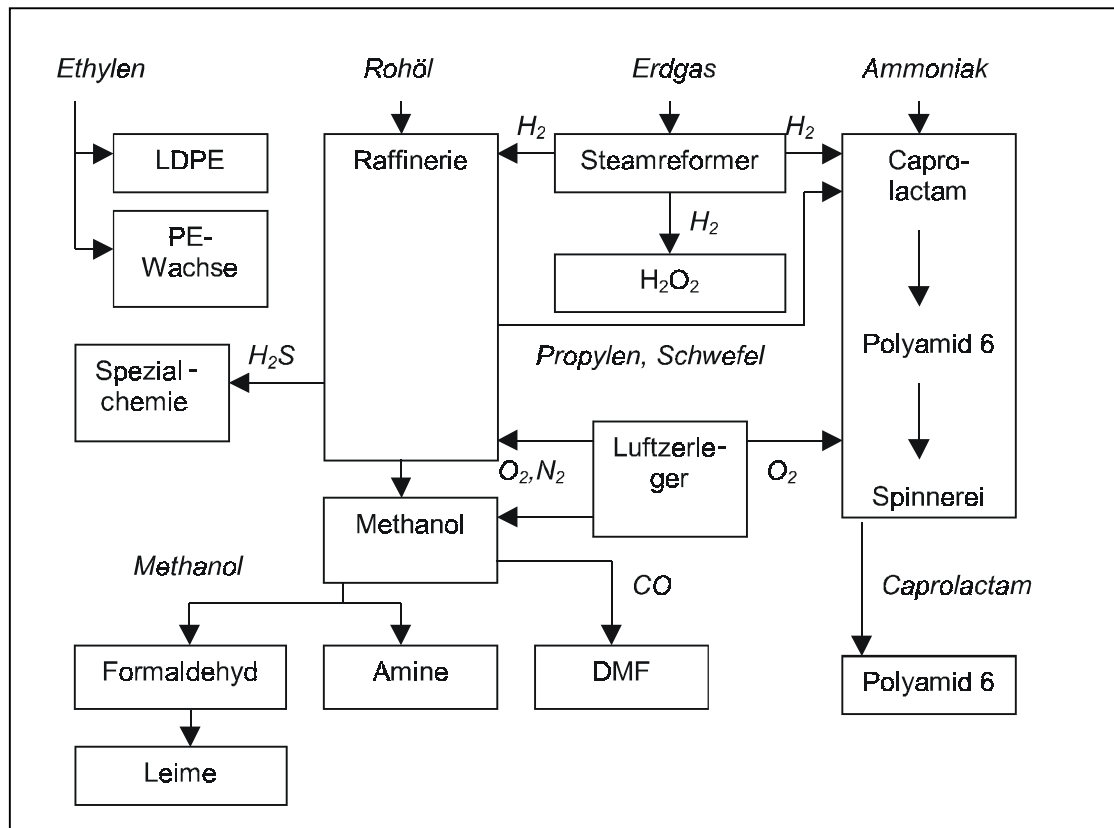 Ethylen
Rohöl
Erdgas
Ammoniak
H₂
H₂
LDPE
Raffinerie
Steamreformer
Capro-
lactam
PE-
Wachse
H₂
H₂O₂
H₂S
Propylen, Schwefel
Polyamid 6
Spezial-
chemie
Luftzerle-
ger
O₂,N₂
O₂
Spinnerei
Methanol
Methanol
CO
Caprolactam
Formaldehyd
Amine
DMF
Polyamid 6
Leime